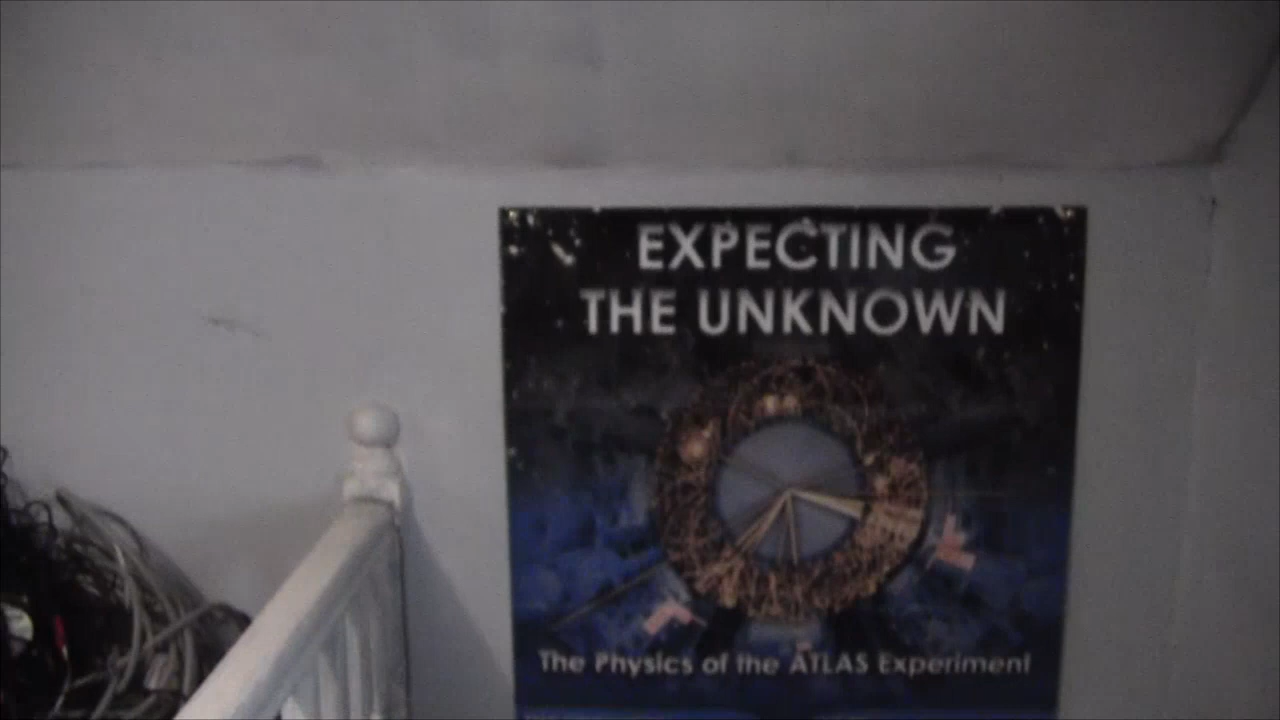 EXPECTING
THE UNKNOWN
The Physics of the ATLAS Experiment